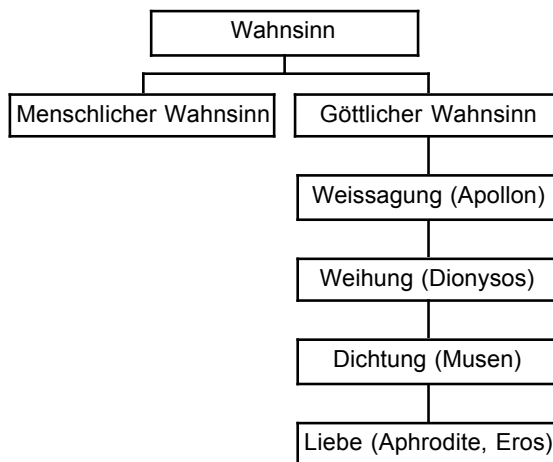 Wahnsinn
Menschlicher Wahnsinn
Göttlicher Wahnsinn
Weissagung (Apollon)
Weihung (Dionysos)
Dichtung (Musen)
Liebe (Aphrodite, Eros)